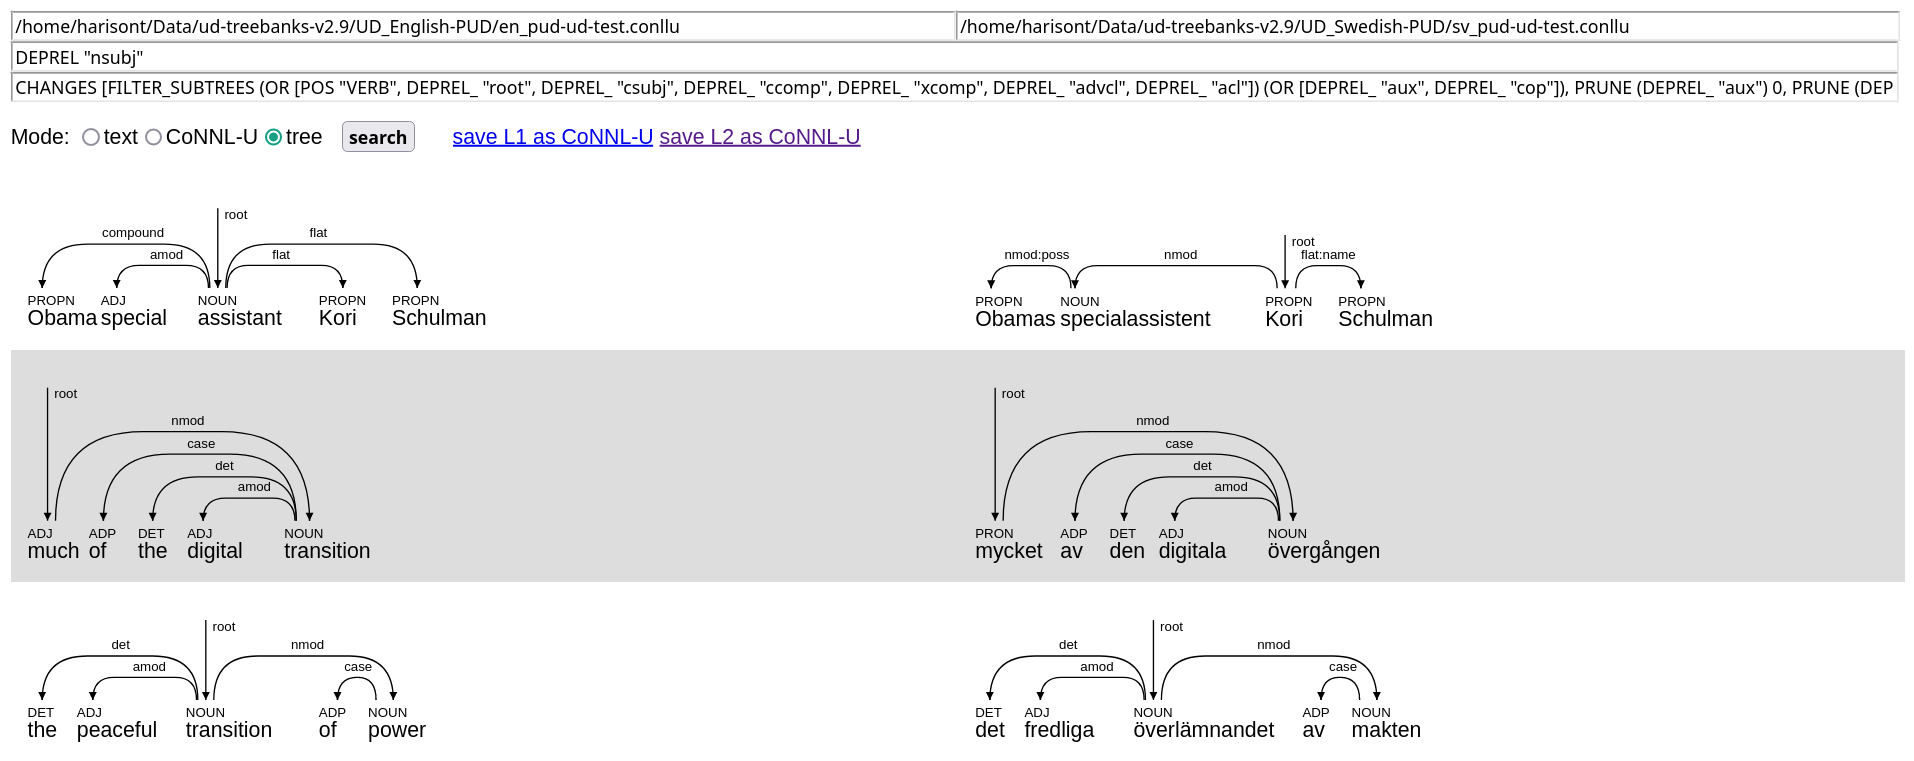 /home/harisont/Data/ud-treebanks-v2.9/UD_English-PUD/en_pud-ud-test.conllu /home/harisont/Data/ud-treebanks-v2.9/UD_Swedish-PUD/sv_pud-ud-test.conllu
DEPREL "nsubj"
CHANGES [FILTER_SUBTREES (OR [POS "VERB", DEPREL_ "root", DEPREL_ "csubj", DEPREL_ "ccomp", DEPREL_ "xcomp", DEPREL_ "advcl", DEPREL_ "acl"]) (OR [DEPREL_ "aux", DEPREL_ "cop"]), PRUNE (DEPREL_ "aux") 0, PRUNE (DEP
Mode: text CoNLL-U tree search save L1 as CoNLL-U save L2 as CoNLL-U
root
compound flat
amod flat
PROPN ADJ NOUN PROPN PROPN
Obama special assistant Kori Schulman
root
nmod:poss nmod flat:name
PROPN NOUN PROPN PROPN
Obamas specialassistent Kori Schulman
root
nmod
case
det
amod
ADJ ADP DET ADJ NOUN
much of the digital transition
root
nmod
case
det
amod
PRON ADP DET ADJ NOUN
mycket av den digitala övergången
root
det nmod
amod case
DET ADJ NOUN ADP NOUN
the peaceful transition of power
root
det nmod
amod case
DET ADJ NOUN ADP NOUN
det fredliga överlämnandet av makten